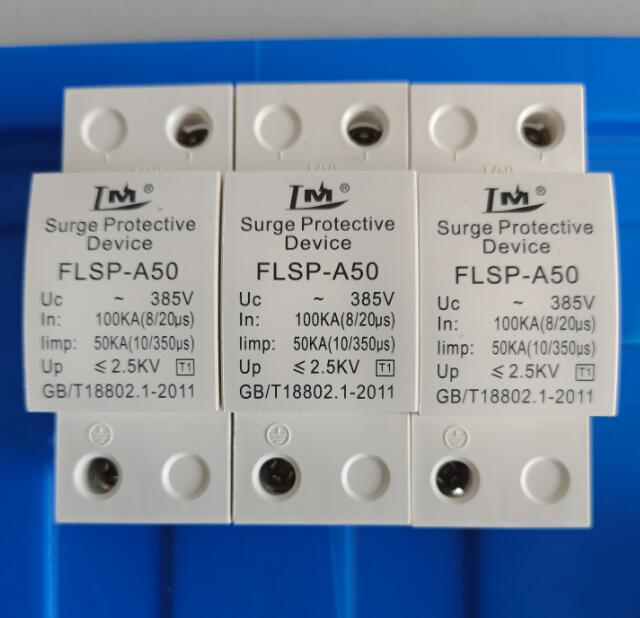 LM® LM® LM®
Surge Protective Surge Protective Surge Protective
Device Device Device
FLSP-A50 FLSP-A50 FLSP-A50
Uc ~ 385V Uc ~ 385V Uc ~ 385V
In: 100KA(8/20µs) In: 100KA(8/20µs) In: 100KA(8/20µs)
Iimp: 50KA(10/350µs) Iimp: 50KA(10/350µs) Iimp: 50KA(10/350µs)
Up ≤ 2.5KV T1 Up ≤ 2.5KV T1 Up ≤ 2.5KV T1
GB/T18802.1-2011 GB/T18802.1-2011 GB/T18802.1-2011